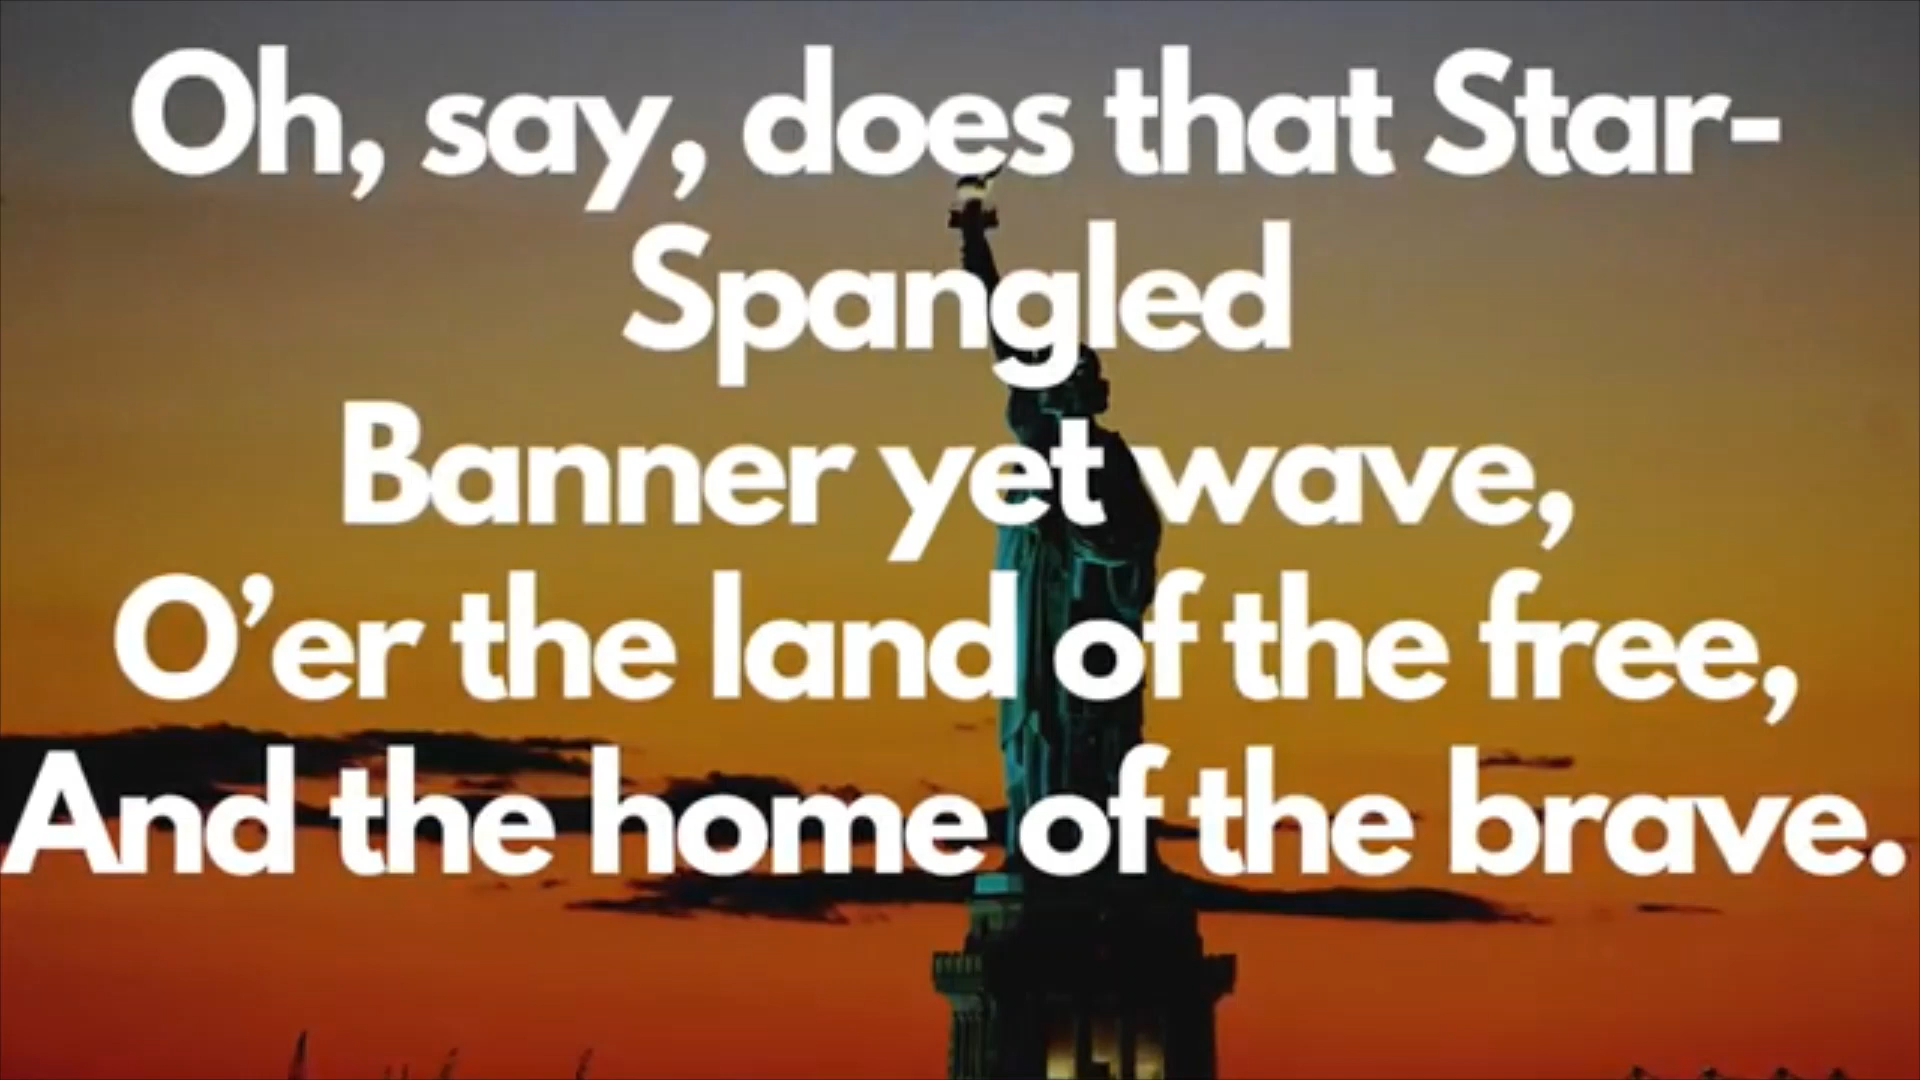 Oh, say, does that Star-
Spangled
Banner yet wave,
O’er the land of the free,
And the home of the brave.